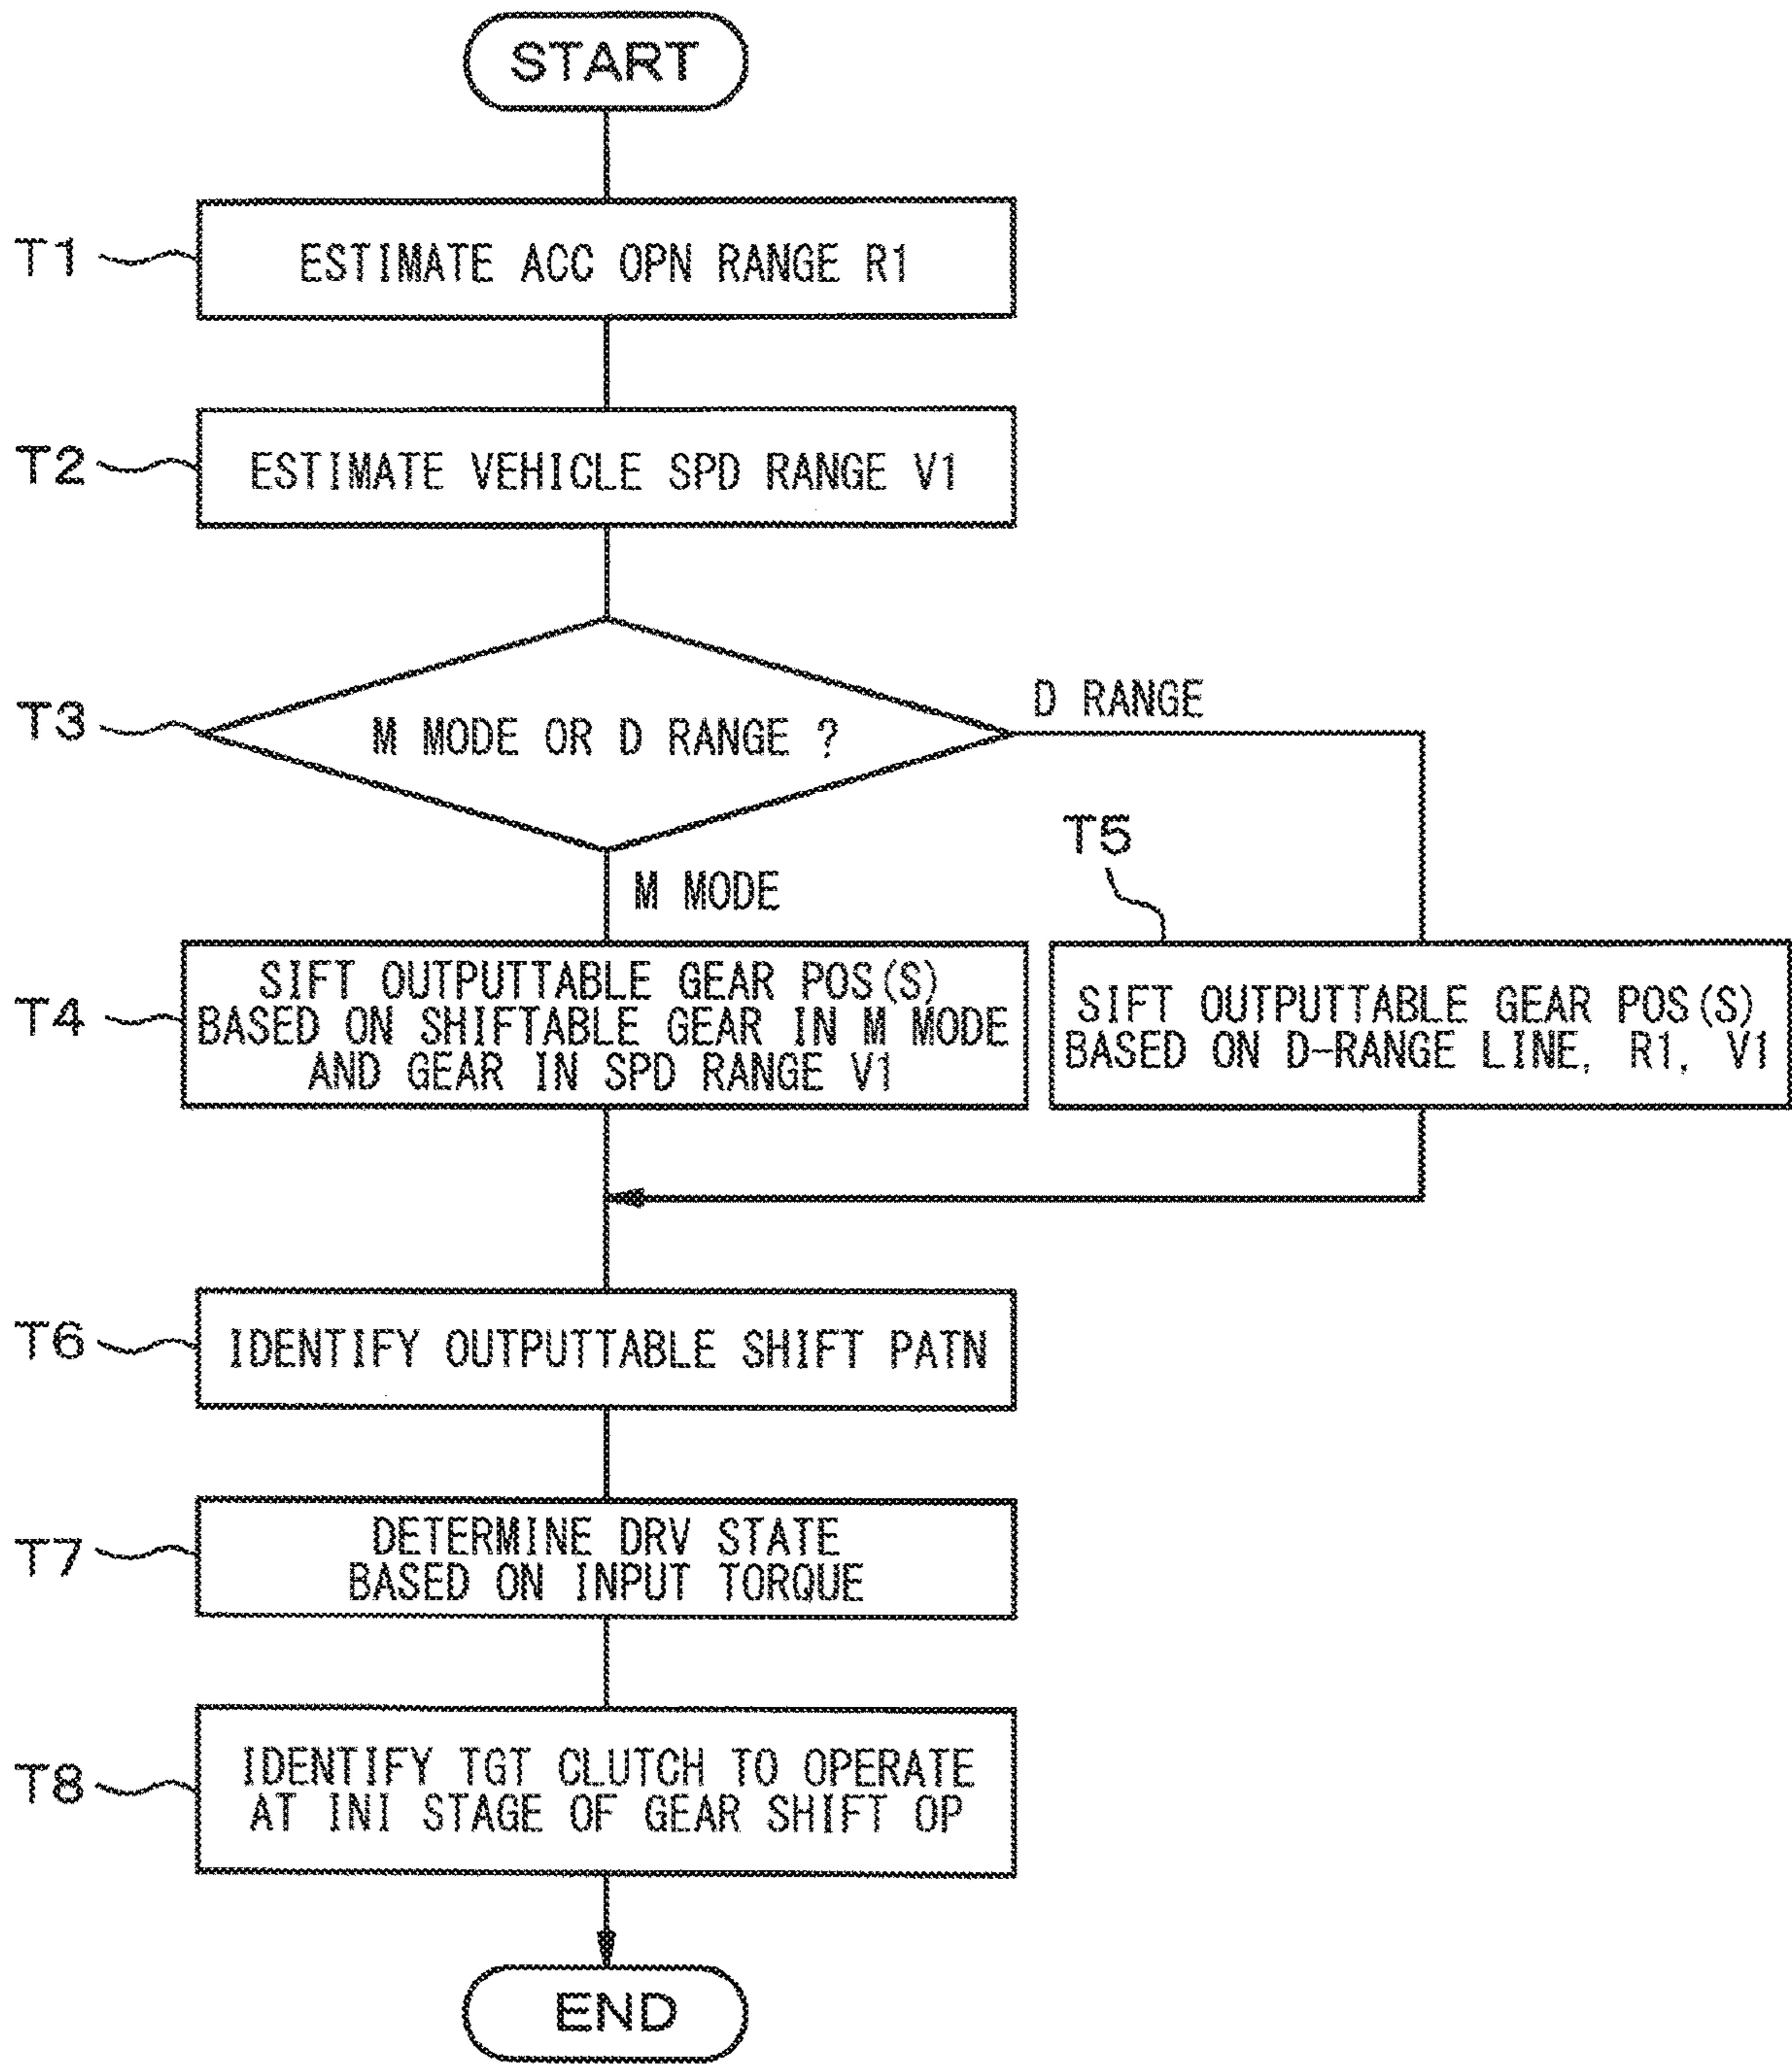 START
T1
ESTIMATE ACC OPN RANGE R1
T2
ESTIMATE VEHICLE SPD RANGE V1
T3
M MODE OR D RANGE ?
D RANGE
M MODE
T4
SIFT OUTPUTTABLE GEAR POS(S)
BASED ON SHIFTABLE GEAR IN M MODE
AND GEAR IN SPD RANGE V1
T5
SIFT OUTPUTTABLE GEAR POS(S)
BASED ON D-RANGE LINE, R1, V1
T6
IDENTIFY OUTPUTTABLE SHIFT PATN
T7
DETERMINE DRV STATE
BASED ON INPUT TORQUE
T8
IDENTIFY TGT CLUTCH TO OPERATE
AT INI STAGE OF GEAR SHIFT OP
END